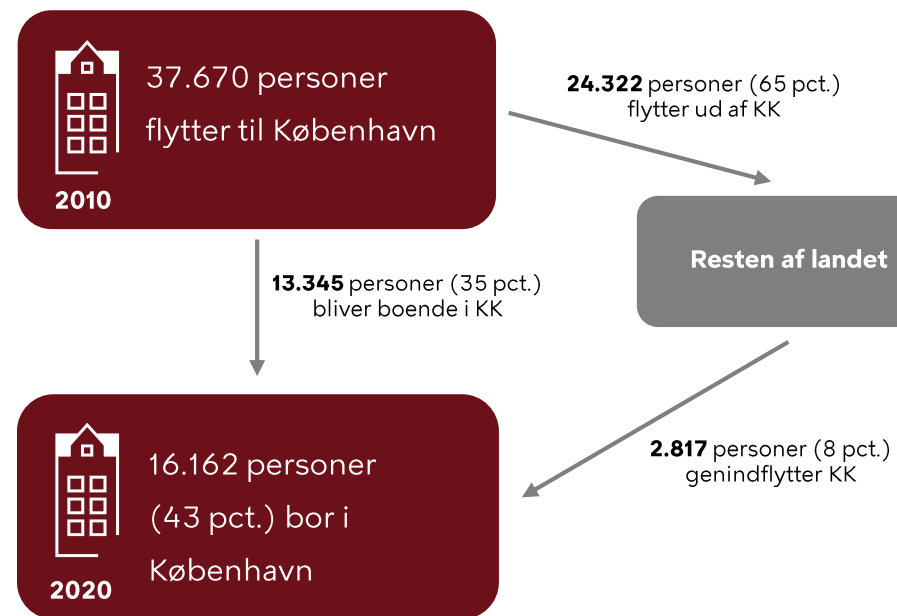 37.670 personer
flytter til København
2010
24.322 personer (65 pct.)
flytter ud af KK
Resten af landet
13.345 personer (35 pct.)
bliver boende i KK
2.817 personer (8 pct.)
genindflytter KK
16.162 personer
(43 pct.) bor i
København
2020